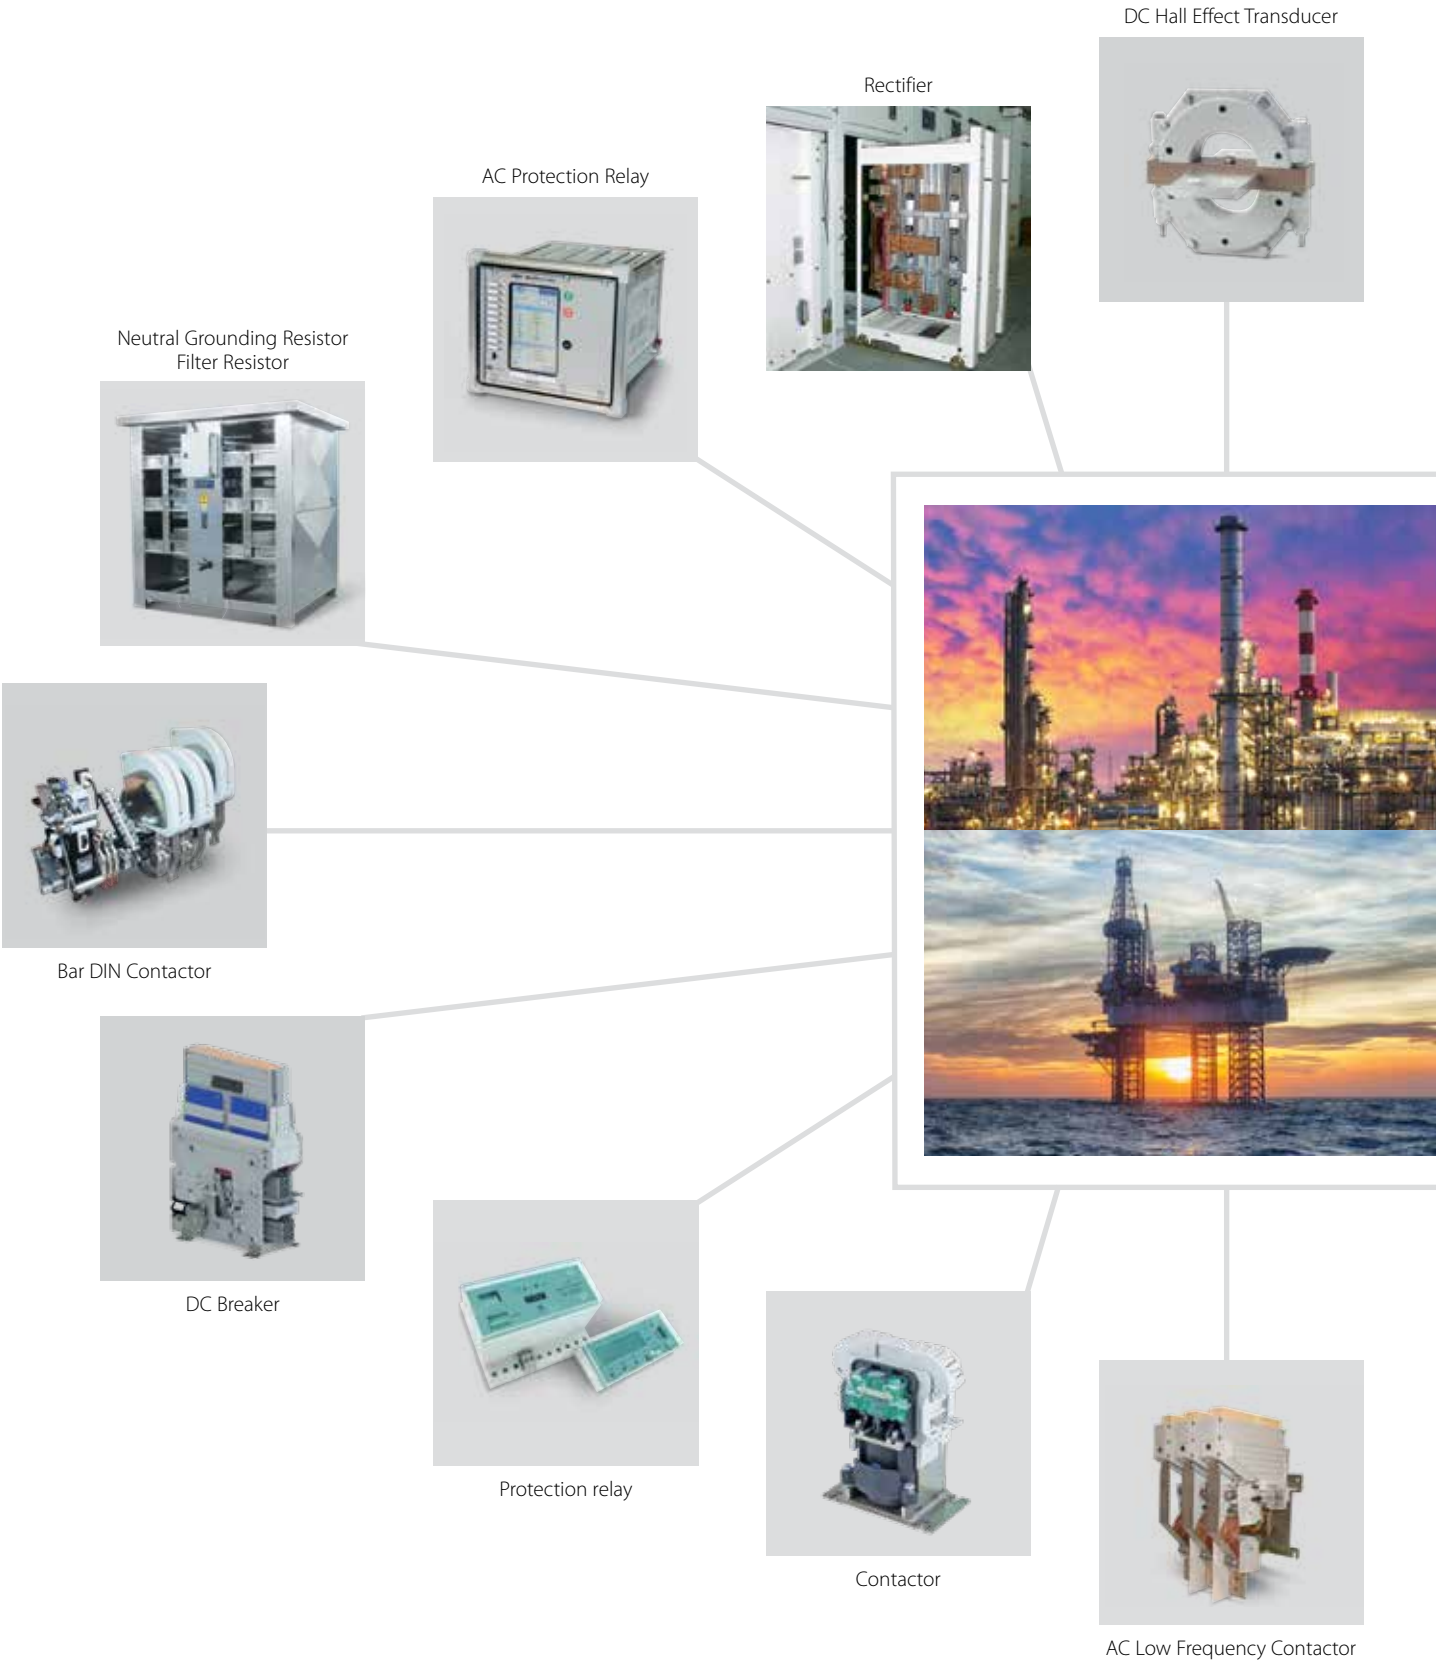 DC Hall Effect Transducer
Rectifier
AC Protection Relay
Neutral Grounding Resistor
Filter Resistor
Bar DIN Contactor
DC Breaker
Protection relay
Contactor
AC Low Frequency Contactor